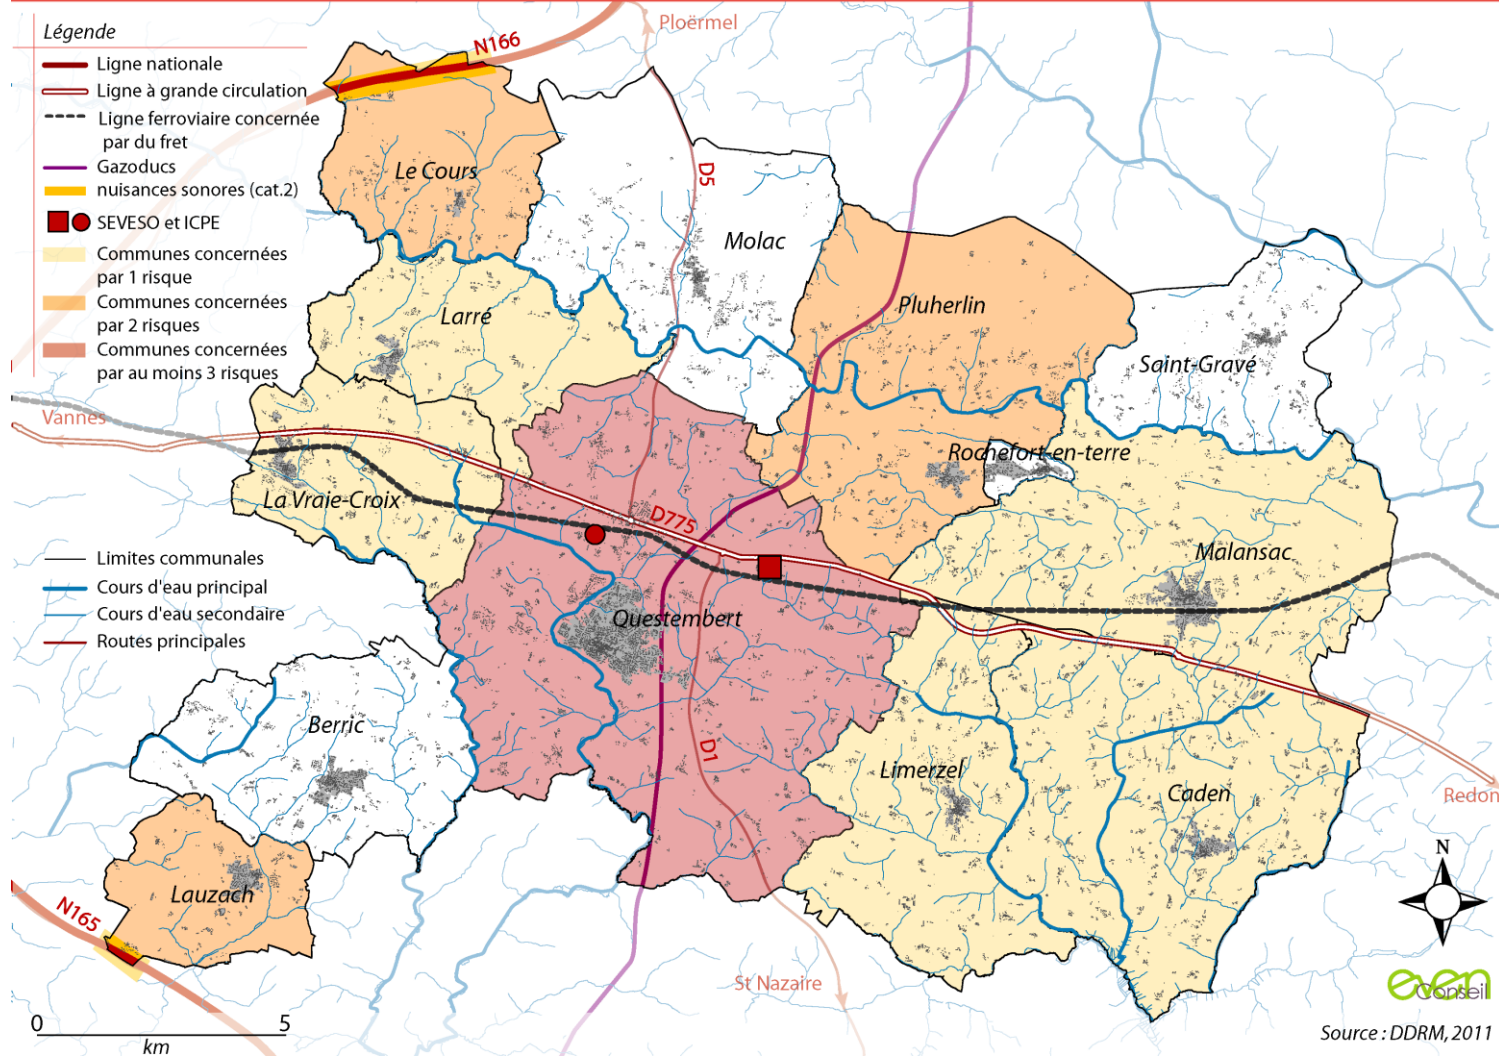 Légende
Ligne nationale
Ligne à grande circulation
Ligne ferroviaire concernée
par du fret
Gazoducs
nuisances sonores (cat.2)
SEVESO et ICPE
Communes concernées
par 1 risque
Communes concernées
par 2 risques
Communes concernées
par au moins 3 risques
Limites communales
Cours d'eau principal
Cours d'eau secondaire
Routes principales
Ploërmel
N166
Le Cours
D5
Molac
Pluherlin
Larré
Saint-Gravé
Vannes
Rochefort-en-terre
La Vraie-Croix
D775
Malansac
Questembert
Berric
D1
Limerzel
Caden
Redon
Lauzach
N165
St Nazaire
N
even
Conseil
0 5
km
Source : DDRM, 2011